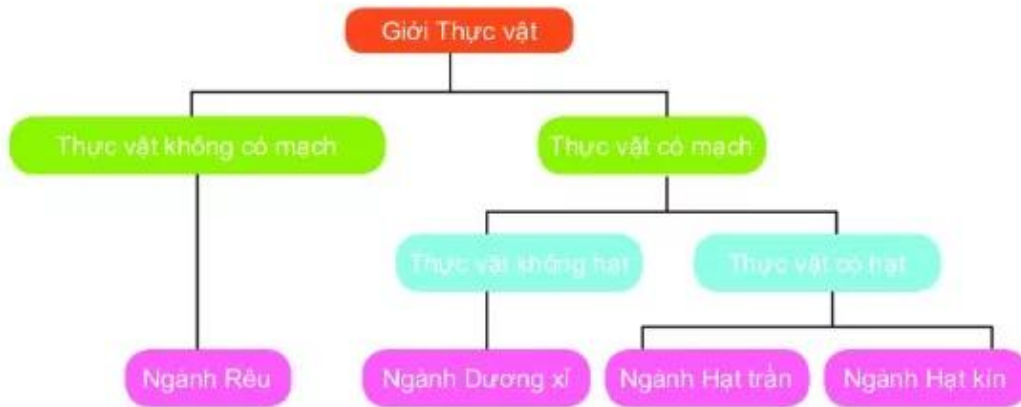 Giới Thực vật
Thực vật không có mạch
Thực vật có mạch
Thực vật không hạt
Thực vật có hạt
Ngành Rêu
Ngành Dương xỉ
Ngành Hạt trần
Ngành Hạt kín